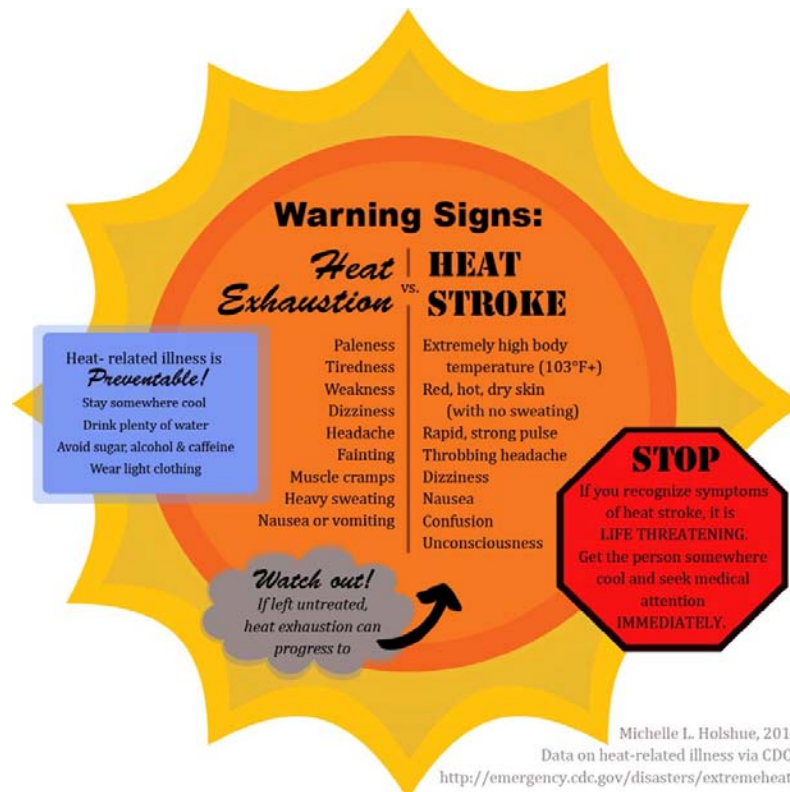 Warning Signs:
Heat
Exhaustion
vs.
HEAT
STROKE
Paleness
Tiredness
Weakness
Dizziness
Headache
Fainting
Muscle cramps
Heavy sweating
Nausea or vomiting
Extremely high body
temperature (103°F+)
Red, hot, dry skin
(with no sweating)
Rapid, strong pulse
Throbbing headache
Dizziness
Nausea
Confusion
Unconsciousness
Heat- related illness is
Preventable!
Stay somewhere cool
Drink plenty of water
Avoid sugar, alcohol & caffeine
Wear light clothing
STOP
If you recognize symptoms
of heat stroke, it is
LIFE THREATENING.
Get the person somewhere
cool and seek medical
attention
IMMEDIATELY.
Watch out!
If left untreated,
heat exhaustion can
progress to
Michelle L. Holshue, 201
Data on heat-related illness via CDC
http://emergency.cdc.gov/disasters/extremeheat